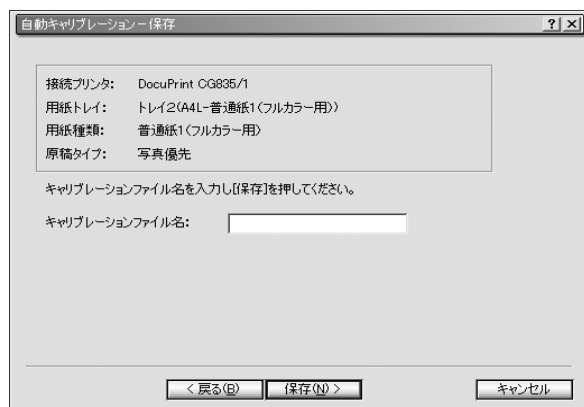 自動キャリブレーション－保存
接続プリンタ: DocuPrint CG835/1
用紙トレイ: トレイ2(A4L-普通紙1(フルカラー用))
用紙種類: 普通紙1(フルカラー用)
原稿タイプ: 写真優先
キャリブレーションファイル名を入力し[保存]を押してください。
キャリブレーションファイル名:
< 戻る(B) 保存(N) > キャンセル